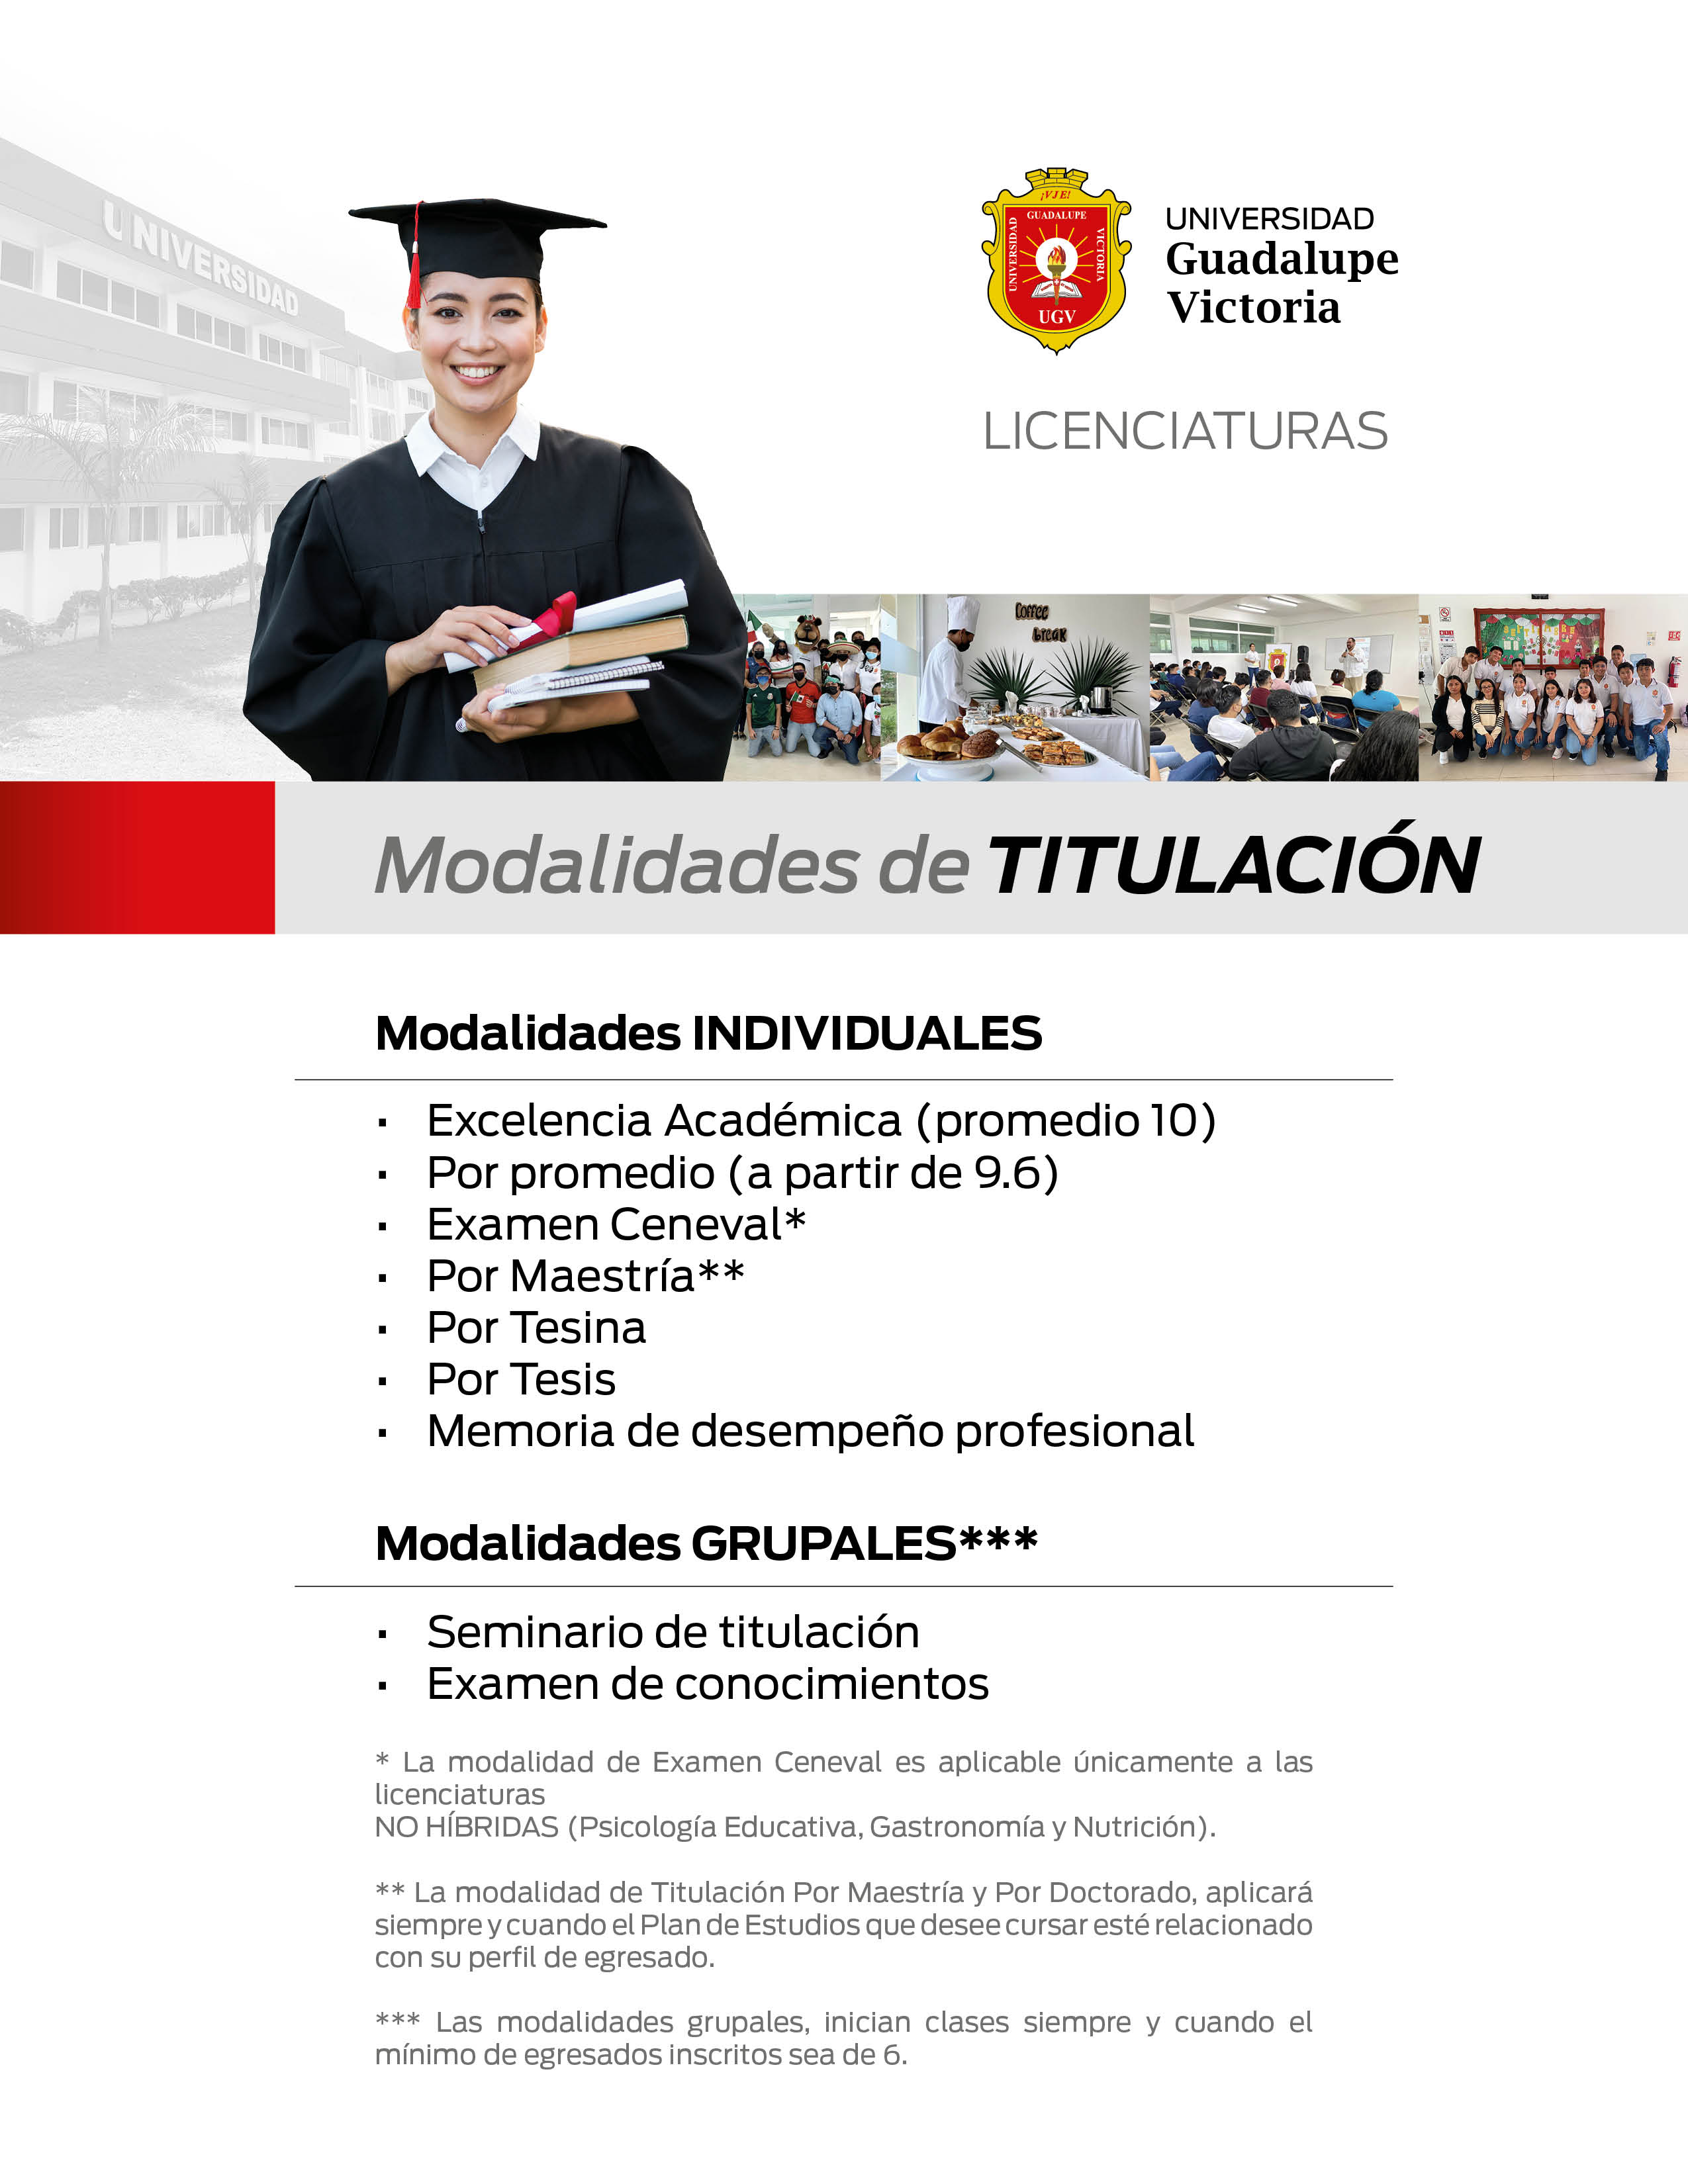 UNIVERSIDAD
¡VJE!
GUADALUPE
UNIVERSIDAD
VICTORIA
UGV
UNIVERSIDAD
Guadalupe
Victoria
LICENCIATURAS
Coffee
break
Modalidades de TITULACIÓN
Modalidades INDIVIDUALES
· Excelencia Académica (promedio 10)
· Por promedio (a partir de 9.6)
· Examen Ceneval*
· Por Maestría**
· Por Tesina
· Por Tesis
· Memoria de desempeño profesional
Modalidades GRUPALES***
· Seminario de titulación
· Examen de conocimientos
* La modalidad de Examen Ceneval es aplicable únicamente a las
licenciaturas
NO HÍBRIDAS (Psicología Educativa, Gastronomía y Nutrición).
** La modalidad de Titulación Por Maestría y Por Doctorado, aplicará
siempre y cuando el Plan de Estudios que desee cursar esté relacionado
con su perfil de egresado.
*** Las modalidades grupales, inician clases siempre y cuando el
mínimo de egresados inscritos sea de 6.